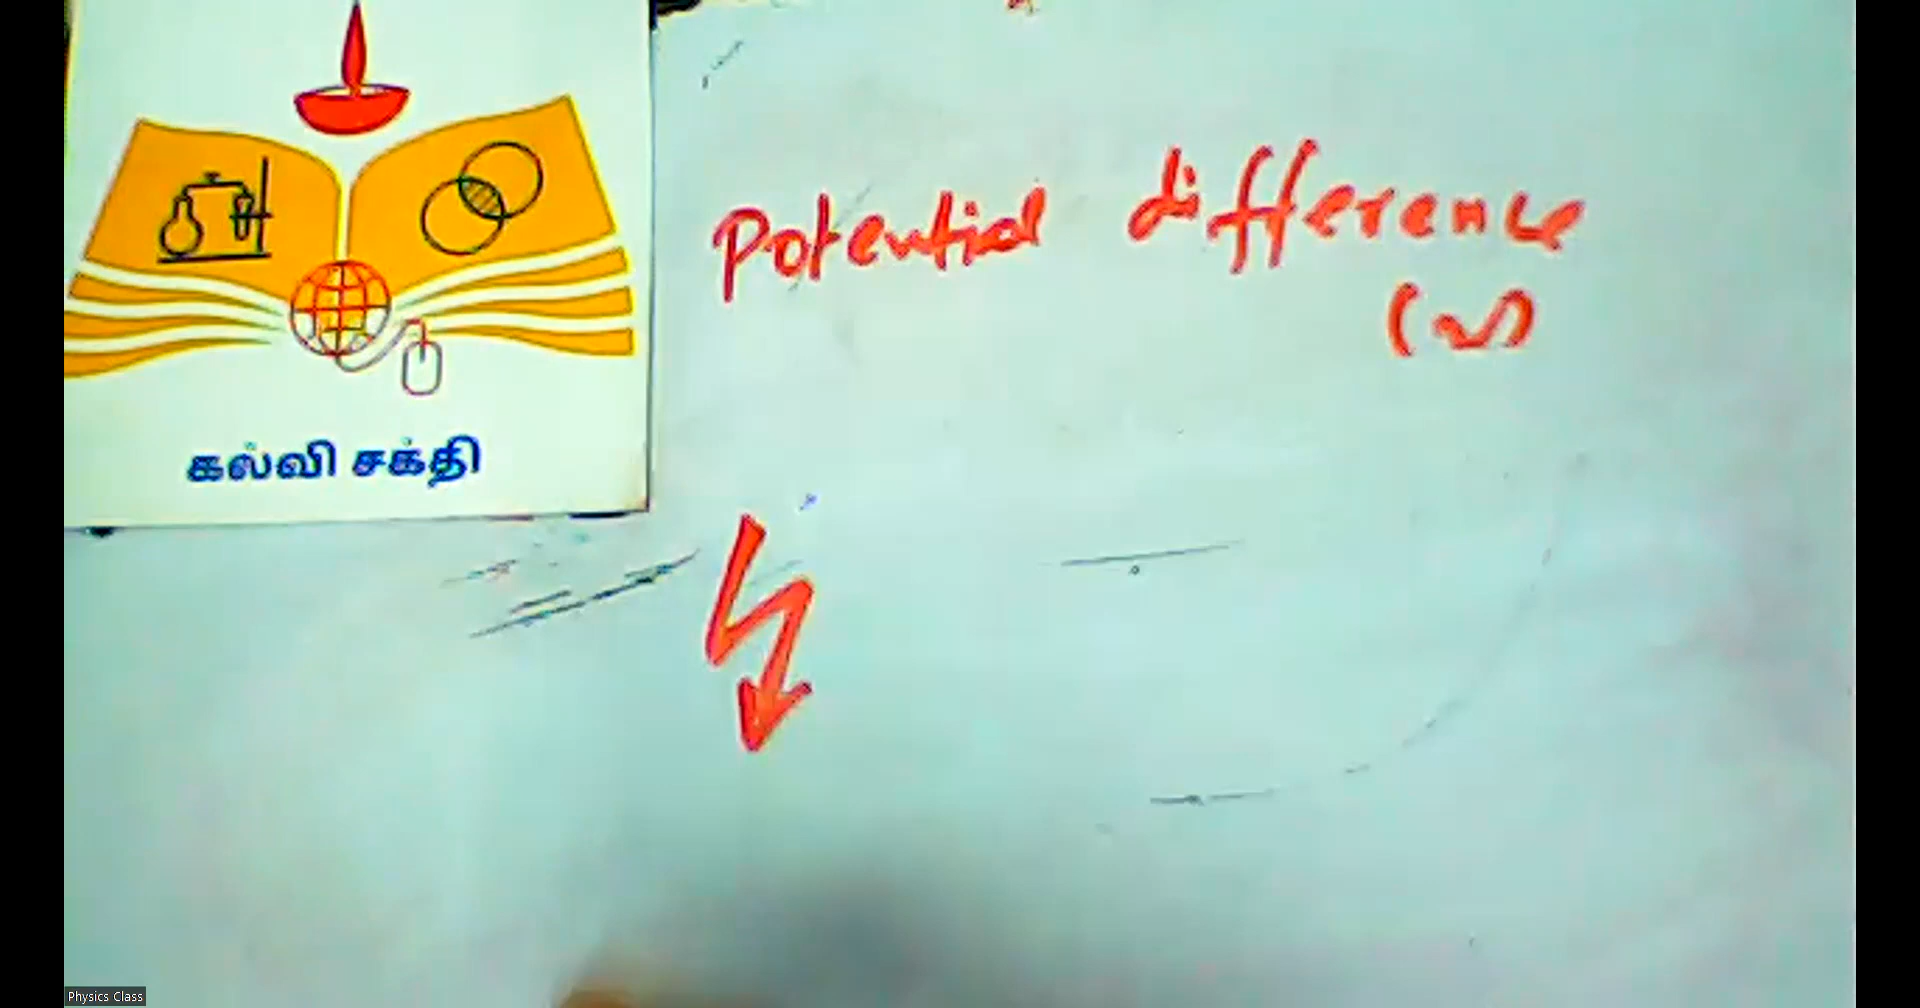 Potential difference
(V)
கல்வி சக்தி
Physics Class